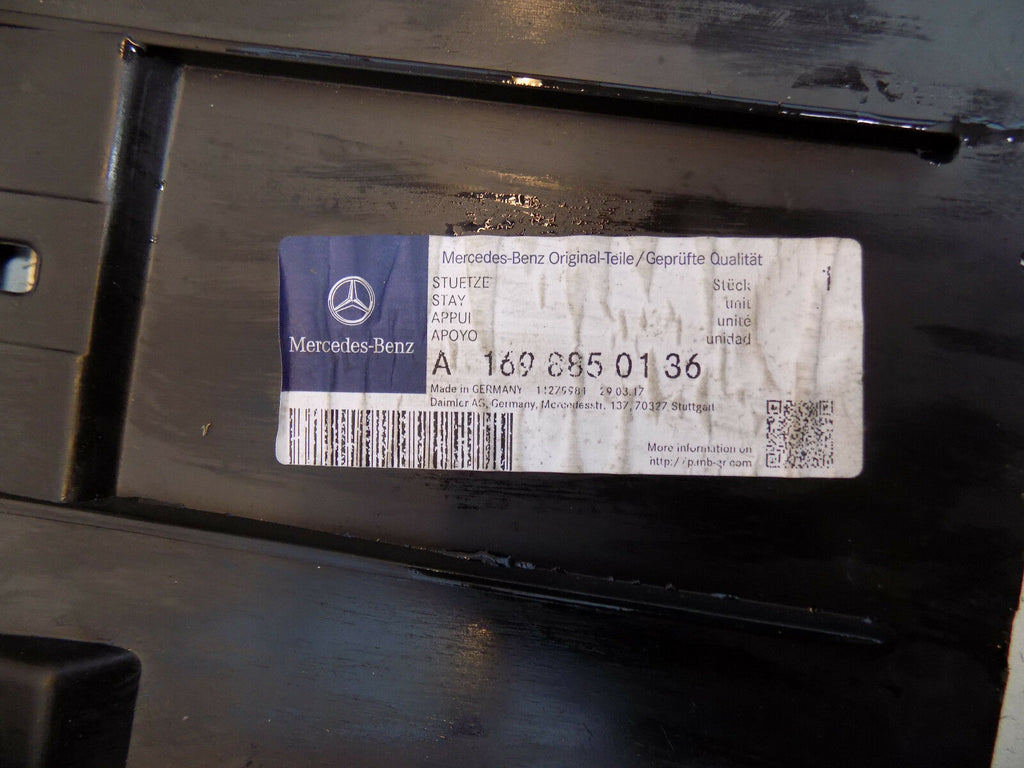 Mercedes-Benz Original-Teile/Geprüfte Qualität
STUETZE Stück 1
STAY unit
APPUI unité
APOYO unidad
Mercedes-Benz
A 169 885 01 36
Made in GERMANY 29.03.17
Daimler AG, Germany, Mercedesstr. 137, 70327 Stuttgart
More information on